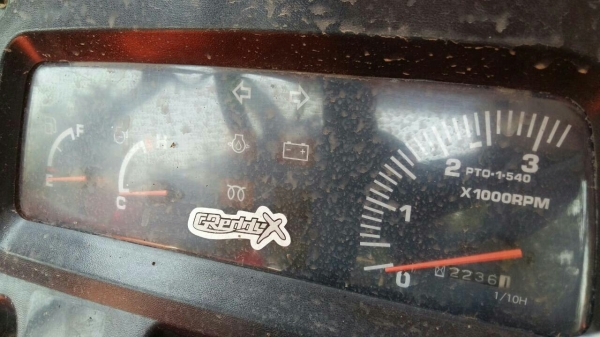 F
E
H
C
GReddy X
0
1
2
3
PTO·1·540
X1000RPM
2236
1/10H